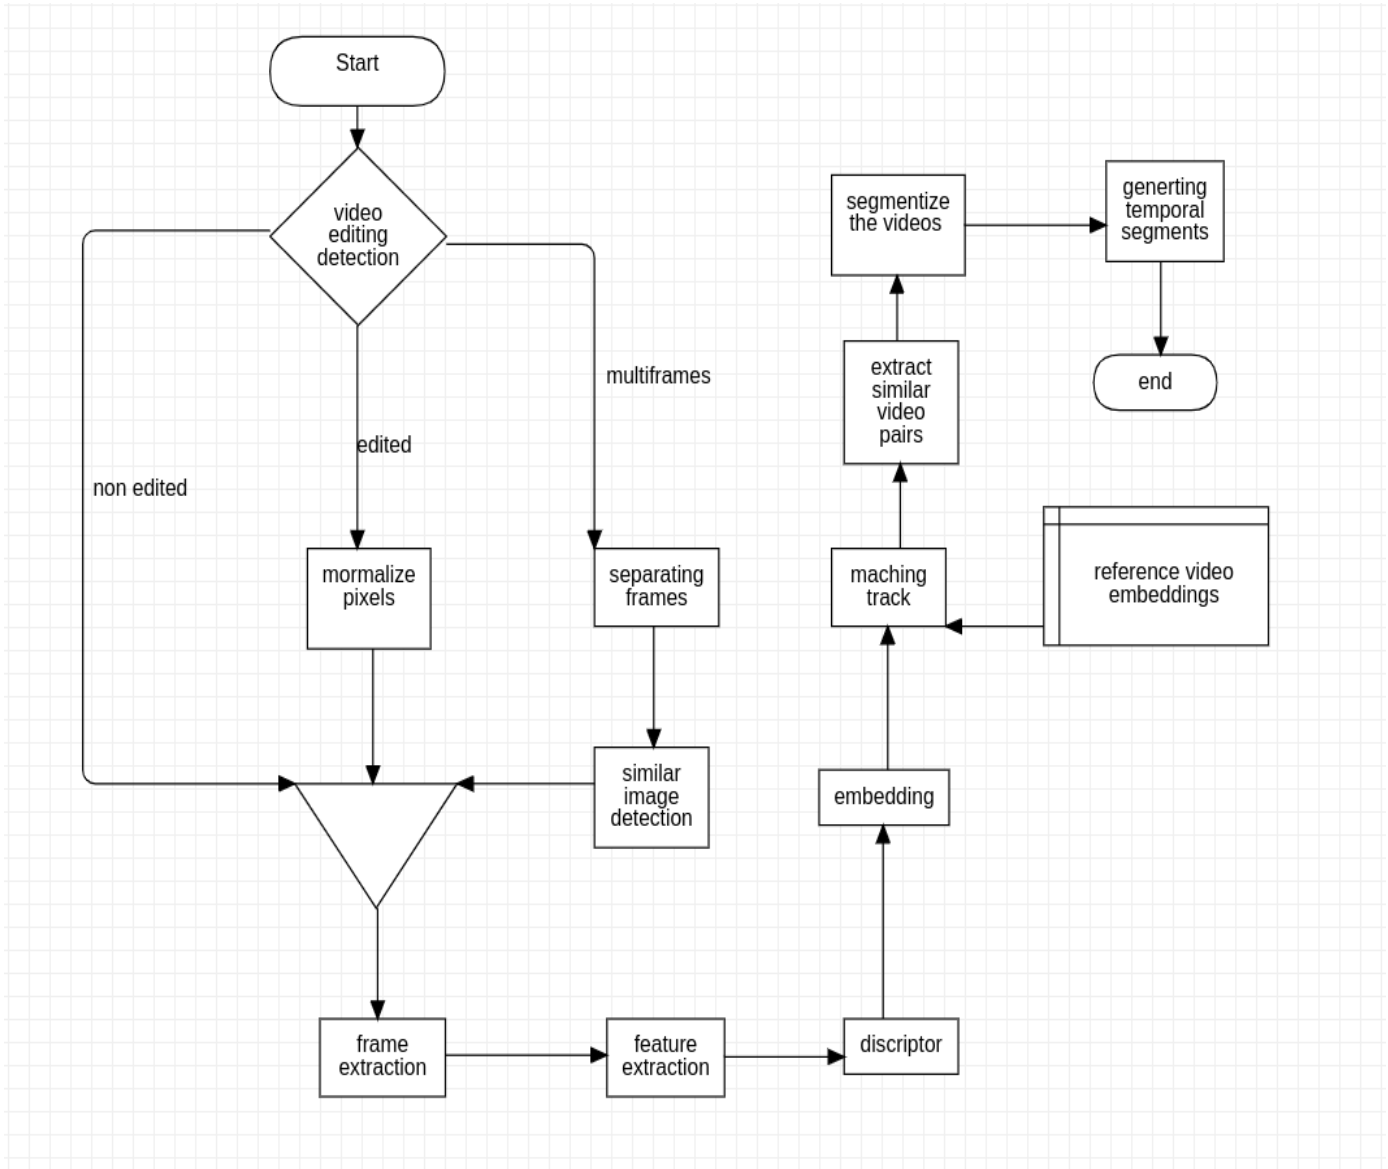 Start
video
editing
detection
non edited
edited
multiframes
mormalize
pixels
separating
frames
similar
image
detection
frame
extraction
feature
extraction
discriptor
embedding
maching
track
reference video
embeddings
extract
similar
video
pairs
segmentize
the videos
generting
temporal
segments
end